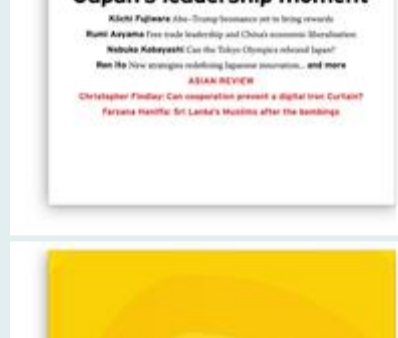 Japan's leadership moment
Kiichi Fujiwara Abe–Trump bromance yet to bring rewards
Rumi Aoyama Free trade leadership and China's economic liberalisation
Nobuko Kobayashi Can the Tokyo Olympics rebrand Japan?
Ren Ito New strategies redefining Japanese innovation... and more
ASIAN REVIEW
Christopher Findlay: Can cooperation prevent a digital Iron Curtain?
Farzana Haniffa: Sri Lanka's Muslims after the bombings